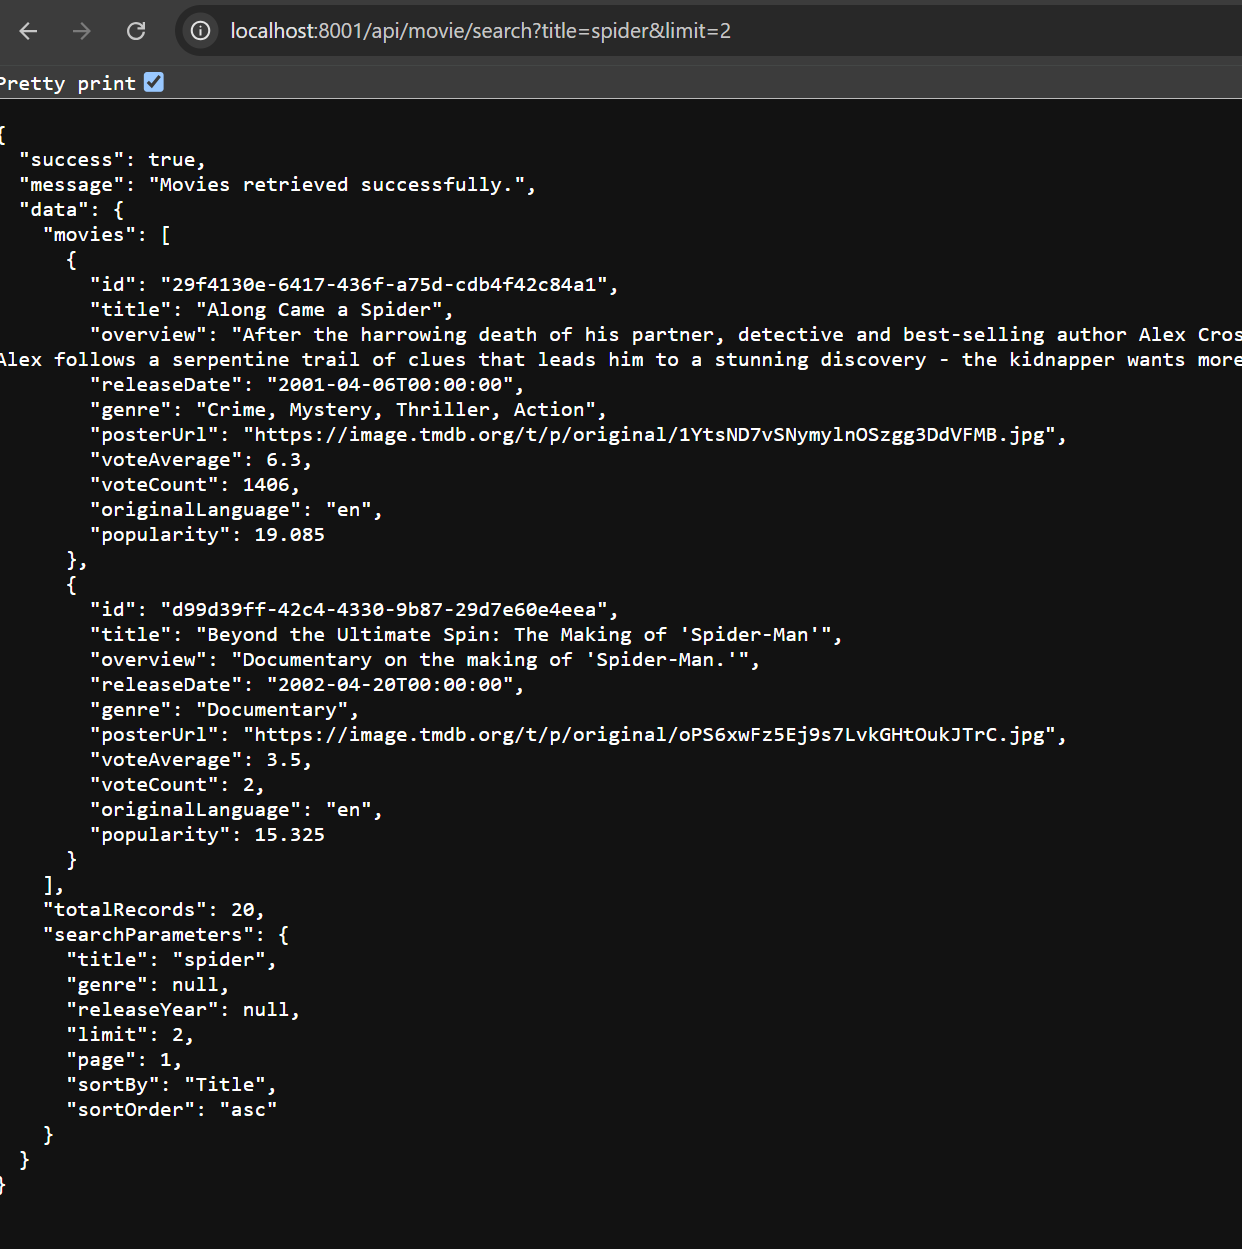 localhost:8001/api/movie/search?title=spider&limit=2
Pretty print
{
"success": true,
"message": "Movies retrieved successfully.",
"data": {
"movies": [
{
"id": "29f4130e-6417-436f-a75d-cdb4f42c84a1",
"title": "Along Came a Spider",
"overview": "After the harrowing death of his partner, detective and best-selling author Alex Cros
Alex follows a serpentine trail of clues that leads him to a stunning discovery - the kidnapper wants more
"releaseDate": "2001-04-06T00:00:00",
"genre": "Crime, Mystery, Thriller, Action",
"posterUrl": "https://image.tmdb.org/t/p/original/1YtsND7vSNymylnOSzgg3DdVFMB.jpg",
"voteAverage": 6.3,
"voteCount": 1406,
"originalLanguage": "en",
"popularity": 19.085
},
{
"id": "d99d39ff-42c4-4330-9b87-29d7e60e4eea",
"title": "Beyond the Ultimate Spin: The Making of 'Spider-Man'",
"overview": "Documentary on the making of 'Spider-Man.'",
"releaseDate": "2002-04-20T00:00:00",
"genre": "Documentary",
"posterUrl": "https://image.tmdb.org/t/p/original/oPS6xwFz5Ej9s7LvkGHtOukJTrC.jpg",
"voteAverage": 3.5,
"voteCount": 2,
"originalLanguage": "en",
"popularity": 15.325
}
],
"totalRecords": 20,
"searchParameters": {
"title": "spider",
"genre": null,
"releaseYear": null,
"limit": 2,
"page": 1,
"sortBy": "Title",
"sortOrder": "asc"
}
}
}